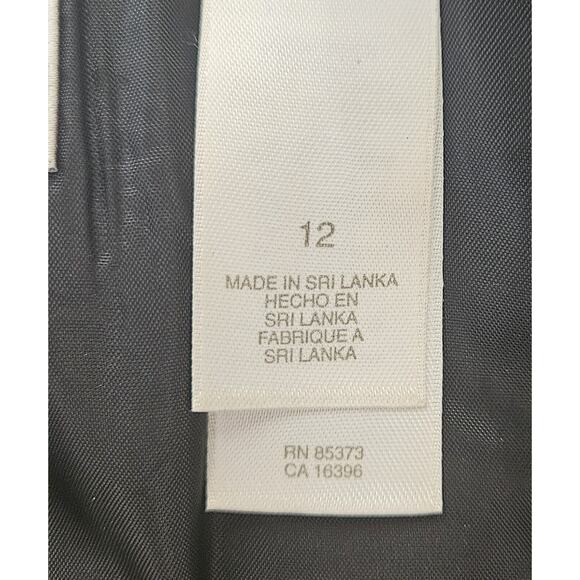 12
MADE IN SRI LANKA
HECHO EN
SRI LANKA
FABRIQUE A
SRI LANKA
RN 85373
CA 16396